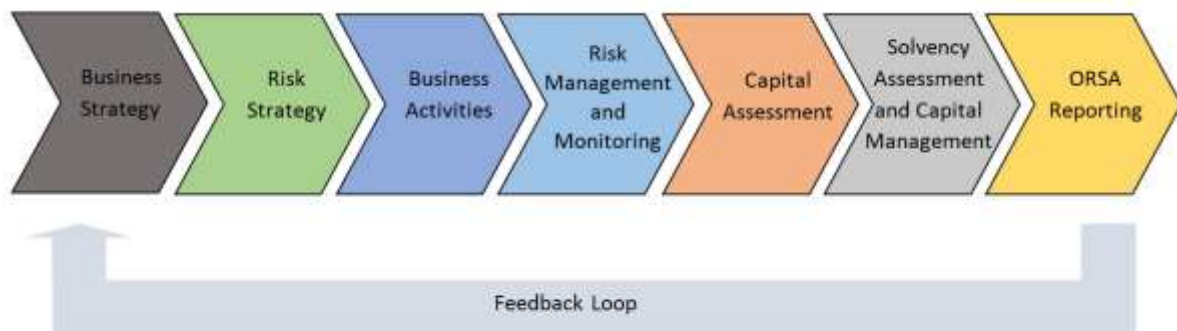 Business
Strategy
Risk
Strategy
Business
Activities
Risk
Management
and
Monitoring
Capital
Assessment
Solvency
Assessment
and Capital
Management
ORSA
Reporting
Feedback Loop